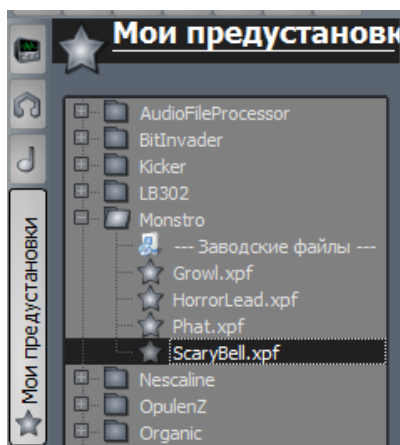 Мои предустановк
AudioFileProcessor
BitInvader
Kicker
LB302
Monstro
--- Заводские файлы ---
Growl.xpf
HorrorLead.xpf
Phat.xpf
ScaryBell.xpf
Nescaline
OpulenZ
Organic
Мои предустановки